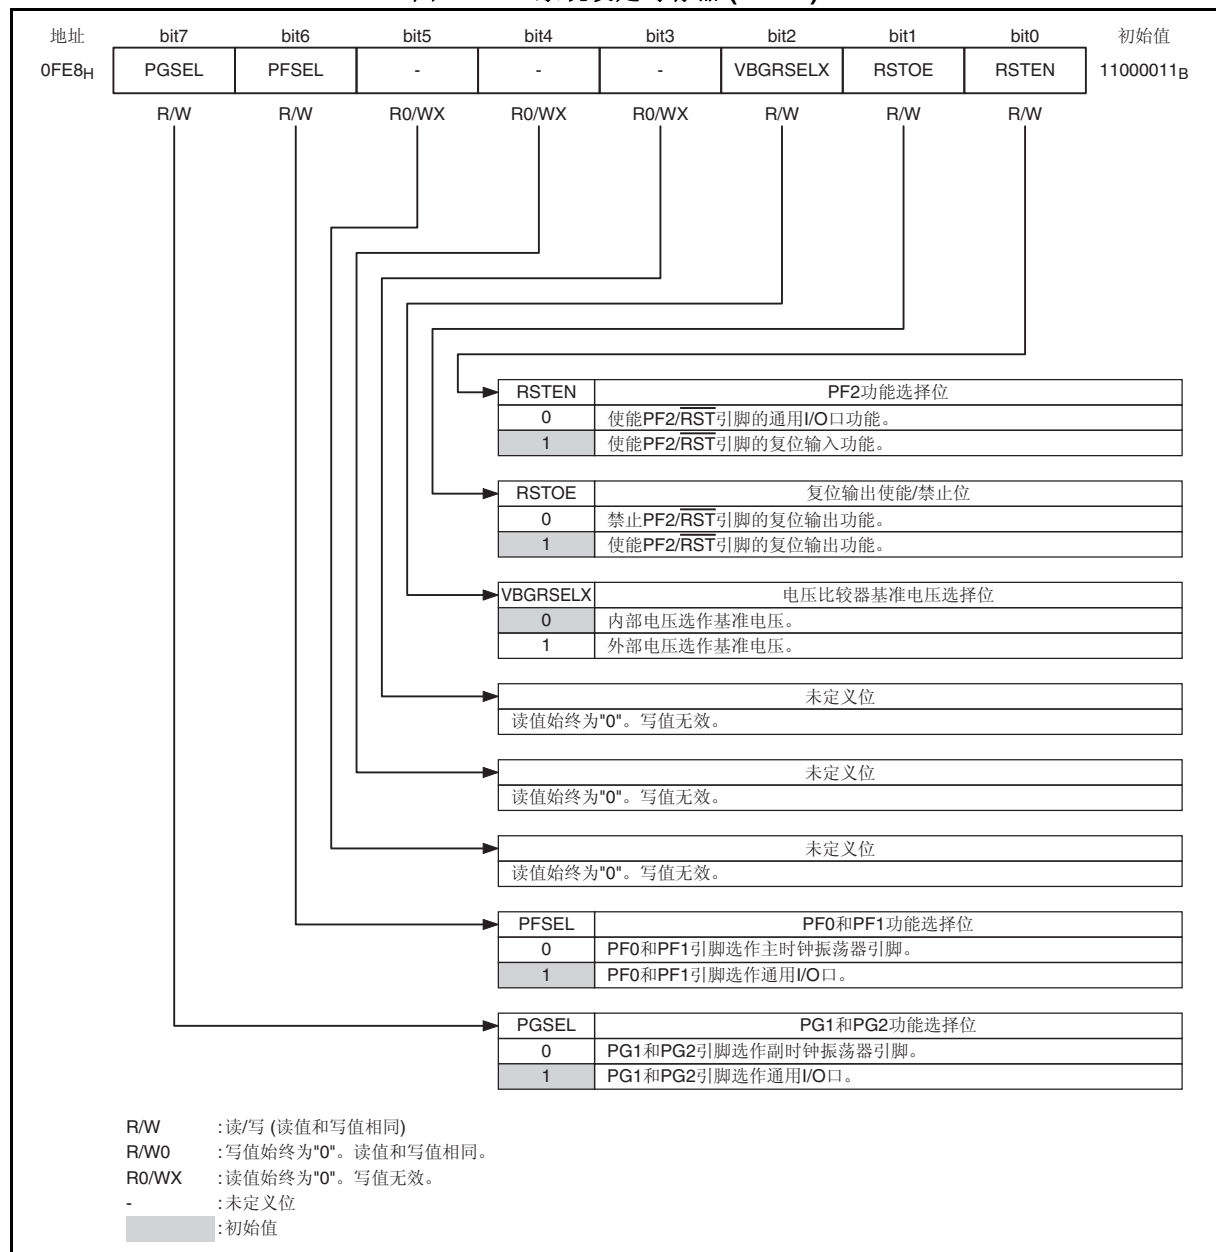 地址 bit7 bit6 bit5 bit4 bit3 bit2 bit1 bit0 初始值
0FE8H PGSEL PFSEL - - - VBGRSELX RSTOE RSTEN 11000011B
R/W R/W R0/WX R0/WX R0/WX R/W R/W R/W
RSTEN PF2功能选择位
0 使能PF2/RST引脚的通用I/O口功能。
1 使能PF2/RST引脚的复位输入功能。
RSTOE 复位输出使能/禁止位
0 禁止PF2/RST引脚的复位输出功能。
1 使能PF2/RST引脚的复位输出功能。
VBGRSELX 电压比较器基准电压选择位
0 内部电压选作基准电压。
1 外部电压选作基准电压。
未定义位
读值始终为"0"。写值无效。
未定义位
读值始终为"0"。写值无效。
未定义位
读值始终为"0"。写值无效。
PFSEL PF0和PF1功能选择位
0 PF0和PF1引脚选作主时钟振荡器引脚。
1 PF0和PF1引脚选作通用I/O口。
PGSEL PG1和PG2功能选择位
0 PG1和PG2引脚选作副时钟振荡器引脚。
1 PG1和PG2引脚选作通用I/O口。
R/W :读/写 (读值和写值相同)
R/W0 :写值始终为"0"。读值和写值相同。
R0/WX :读值始终为"0"。写值无效。
- :未定义位
:初始值